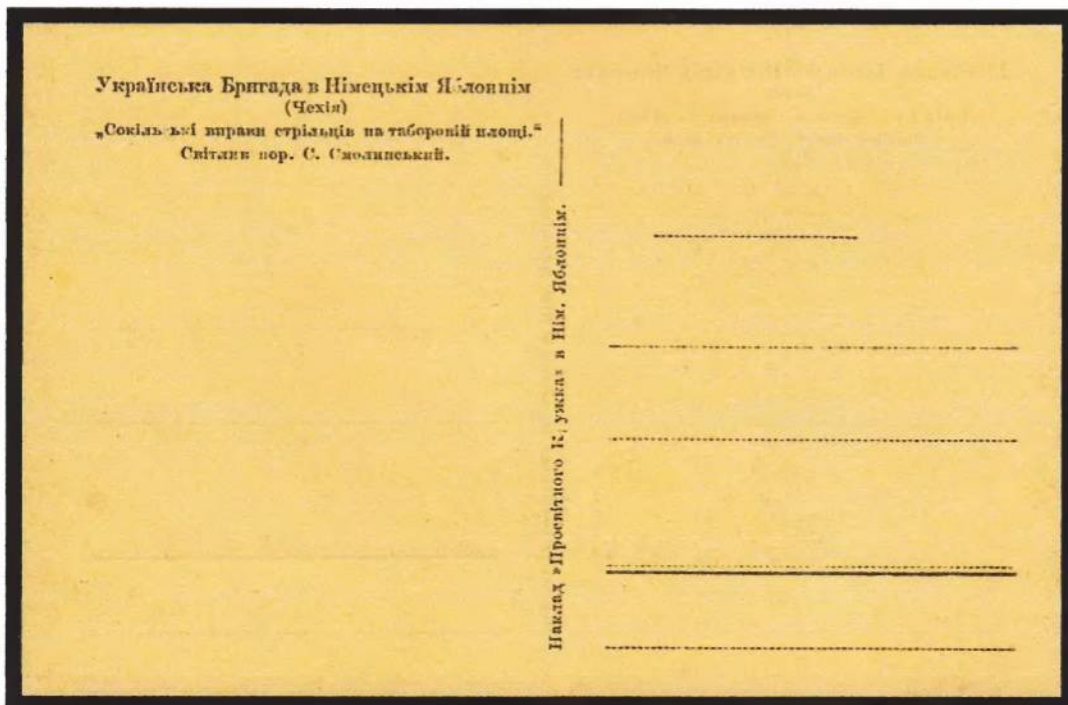 Українська Бригада в Німецькім Яблоннім
(Чехія)
„Сокільські вправи стрільців на таборовій площі.“
Світлив пор. С. Смолинський.
Наклад »Просвітного Кружка« в Нім. Яблоннім.